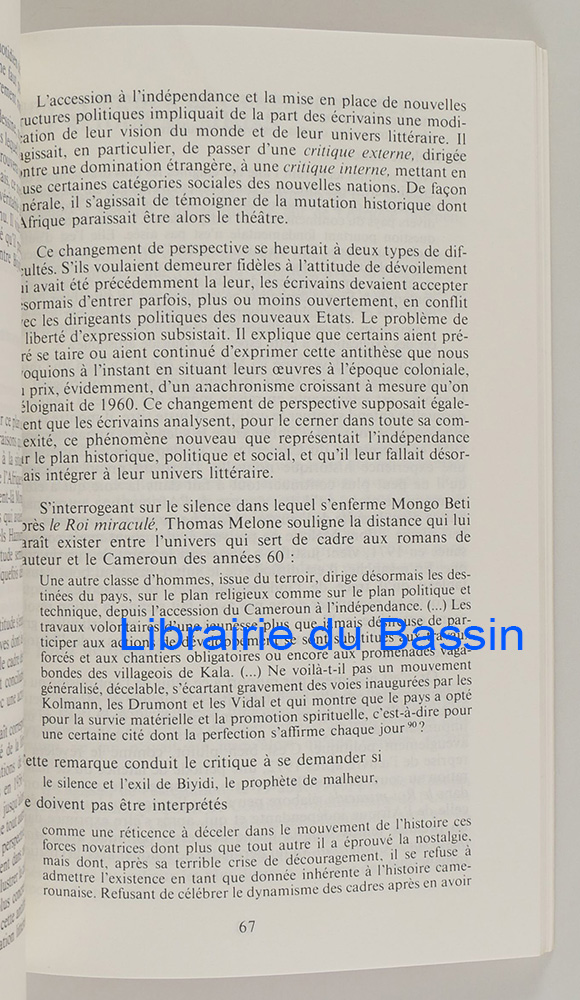 L'accession à l'indépendance et la mise en place de nouvelles
ructures politiques impliquait de la part des écrivains une modi-
cation de leur vision du monde et de leur univers littéraire. Il
agissait, en particulier, de passer d'une critique externe, dirigée
ontre une domination étrangère, à une critique interne, mettant en
use certaines catégories sociales des nouvelles nations. De façon
nérale, il s'agissait de témoigner de la mutation historique dont
Afrique paraissait être alors le théâtre.
Ce changement de perspective se heurtait à deux types de dif-
cultés. S'ils voulaient demeurer fidèles à l'attitude de dévoilement
ui avait été précédemment la leur, les écrivains devaient accepter
ésormais d'entrer parfois, plus ou moins ouvertement, en conflit
vec les dirigeants politiques des nouveaux Etats. Le problème de
liberté d'expression subsistait. Il explique que certains aient pré-
ré se taire ou aient continué d'exprimer cette antithèse que nous
voquions à l'instant en situant leurs œuvres à l'époque coloniale,
u prix, évidemment, d'un anachronisme croissant à mesure qu'on
éloignait de 1960. Ce changement de perspective supposait égale-
ent que les écrivains analysent, pour le cerner dans toute sa com-
exité, ce phénomène nouveau que représentait l'indépendance
ur le plan historique, politique et social, et qu'il leur fallait désor-
ais intégrer à leur univers littéraire.
S'interrogeant sur le silence dans lequel s'enferme Mongo Beti
près le Roi miraculé, Thomas Melone souligne la distance qui lui
araît exister entre l'univers qui sert de cadre aux romans de
auteur et le Cameroun des années 60 :
Une autre classe d'hommes, issue du terroir, dirige désormais les des-
tinées du pays, sur le plan religieux comme sur le plan politique et
technique, depuis l'accession du Cameroun à l'indépendance. (...) Les
travaux volontaires d'une jeunesse plus que jamais désireuse de par-
ticiper aux actions de développement se sont substitués aux travaux
forcés et aux chantiers obligatoires ou encore aux promenades vaga-
bondes des villageois de Kala. (...) Ne voilà-t-il pas un mouvement
généralisé, décelable, s'écartant gravement des voies inaugurées par les
Kolmann, les Drumont et les Vidal et qui montre que le pays a opté
pour la survie matérielle et la promotion spirituelle, c'est-à-dire pour
une certaine cité dont la perfection s'affirme chaque jour 90 ?
ette remarque conduit le critique à se demander si
le silence et l'exil de Biyidi, le prophète de malheur,
e doivent pas être interprétés
comme une réticence à déceler dans le mouvement de l'histoire ces
forces novatrices dont plus que tout autre il a éprouvé la nostalgie,
mais dont, après sa terrible crise de découragement, il se refuse à
admettre l'existence en tant que donnée inhérente à l'histoire came-
rounaise. Refusant de célébrer le dynamisme des cadres après en avoir
67
Librairie du Bassin